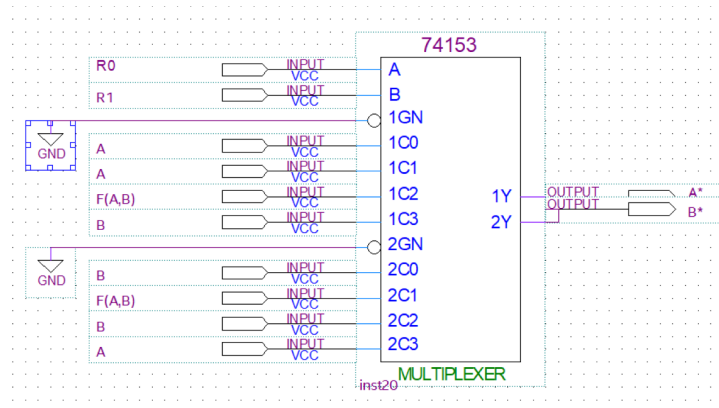 74153
R0 INPUT VCC A
R1 INPUT VCC B
GND 1GN
A INPUT VCC 1C0
A INPUT VCC 1C1
F(A,B) INPUT VCC 1C2 1Y OUTPUT A*
B INPUT VCC 1C3 2Y OUTPUT B*
GND 2GN
B INPUT VCC 2C0
F(A,B) INPUT VCC 2C1
B INPUT VCC 2C2
A INPUT VCC 2C3
MULTIPLEXER
inst20